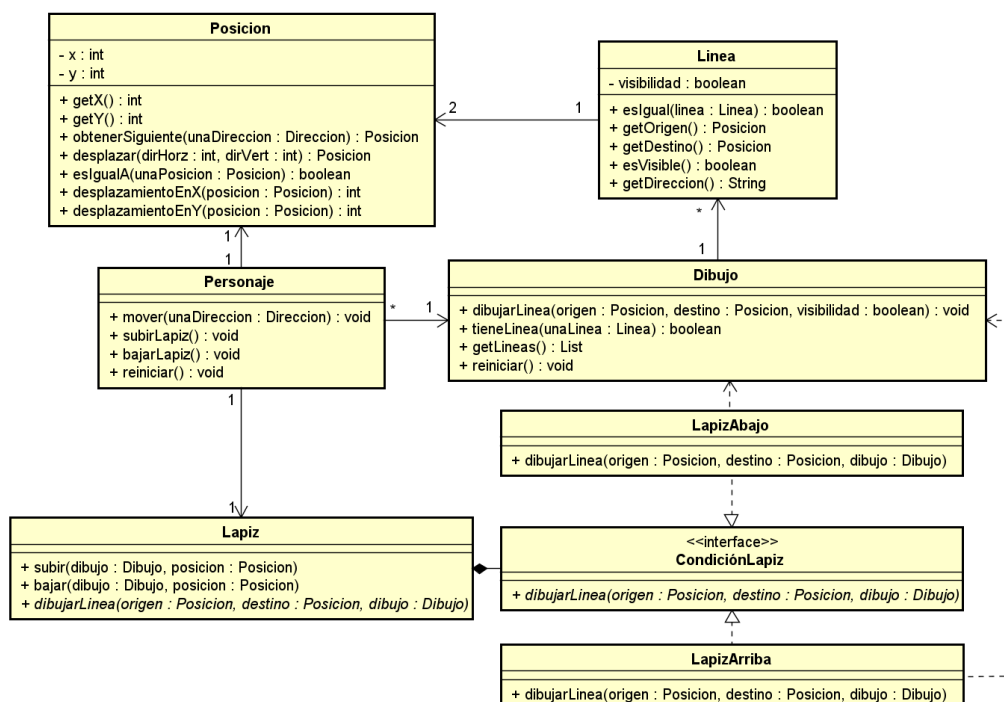 Posicion
- x : int
- y : int
+ getX() : int
+ getY() : int
+ obtenerSiguiente(unaDireccion : Direccion) : Posicion
+ desplazar(dirHorz : int, dirVert : int) : Posicion
+ esIgualA(unaPosicion : Posicion) : boolean
+ desplazamientoEnX(posicion : Posicion) : int
+ desplazamientoEnY(posicion : Posicion) : int
2
1
Linea
- visibilidad : boolean
+ esIgual(linea : Linea) : boolean
+ getOrigen() : Posicion
+ getDestino() : Posicion
+ esVisible() : boolean
+ getDireccion() : String
1
1
*
1
Personaje
+ mover(unaDireccion : Direccion) : void
+ subirLapiz() : void
+ bajarLapiz() : void
+ reiniciar() : void
*
1
Dibujo
+ dibujarLinea(origen : Posicion, destino : Posicion, visibilidad : boolean) : void
+ tieneLinea(unaLinea : Linea) : boolean
+ getLineas() : List
+ reiniciar() : void
1
1
LapizAbajo
+ dibujarLinea(origen : Posicion, destino : Posicion, dibujo : Dibujo)
Lapiz
+ subir(dibujo : Dibujo, posicion : Posicion)
+ bajar(dibujo : Dibujo, posicion : Posicion)
+ dibujarLinea(origen : Posicion, destino : Posicion, dibujo : Dibujo)
<<interface>>
CondiciónLapiz
+ dibujarLinea(origen : Posicion, destino : Posicion, dibujo : Dibujo)
LapizArriba
+ dibujarLinea(origen : Posicion, destino : Posicion, dibujo : Dibujo)